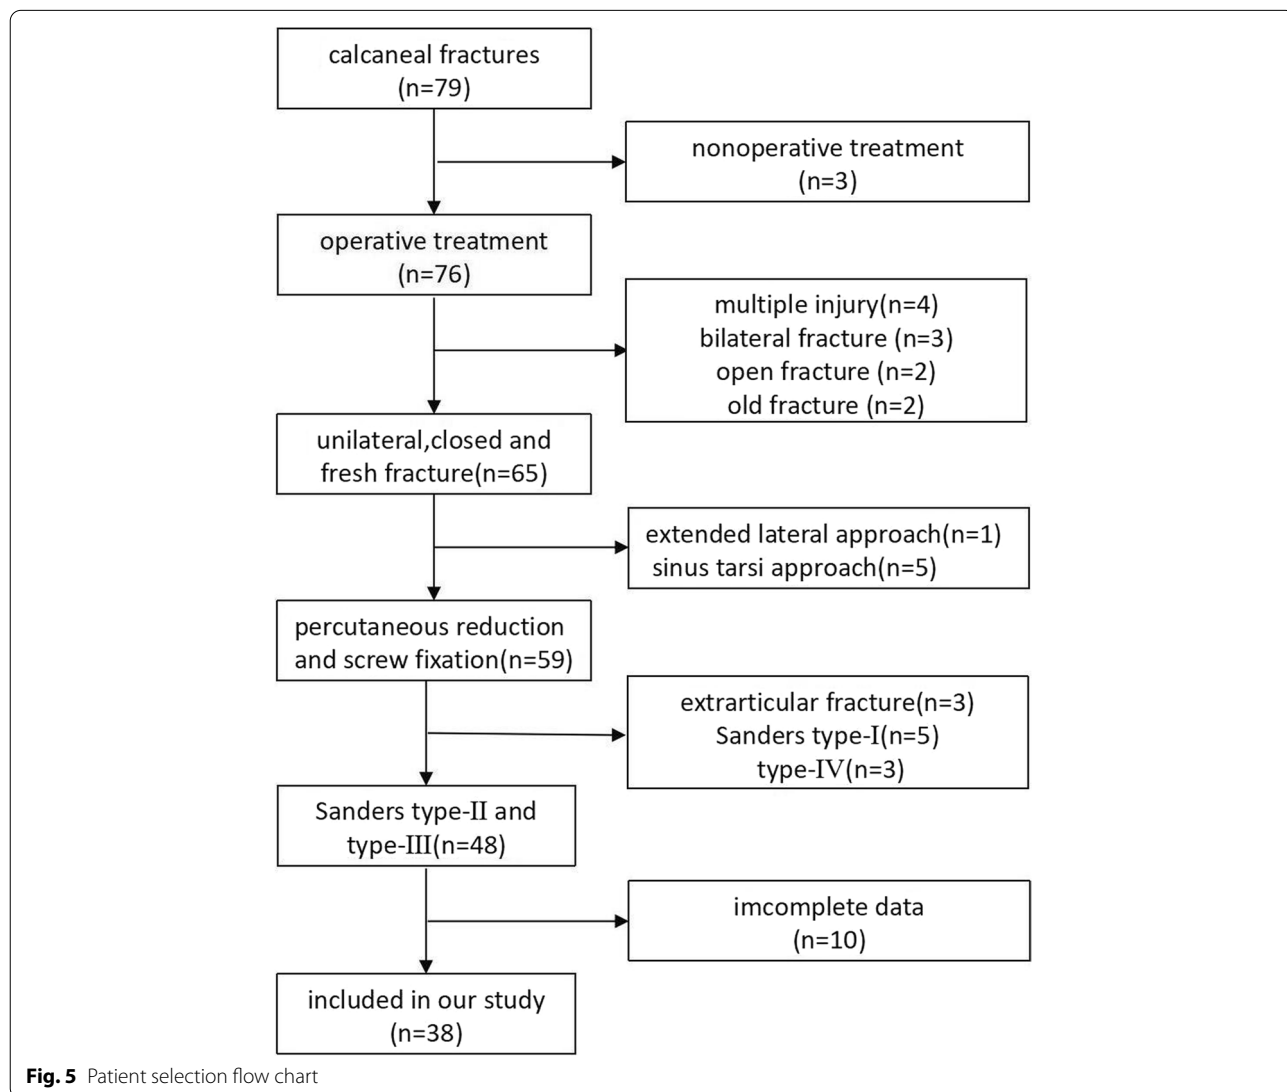 calcaneal fractures
(n=79)
nonoperative treatment
(n=3)
operative treatment
(n=76)
multiple injury(n=4)
bilateral fracture (n=3)
open fracture (n=2)
old fracture (n=2)
unilateral,closed and
fresh fracture(n=65)
extended lateral approach(n=1)
sinus tarsi approach(n=5)
percutaneous reduction
and screw fixation(n=59)
extrarticular fracture(n=3)
Sanders type-I(n=5)
type-IV(n=3)
Sanders type-II and
type-III(n=48)
imcomplete data
(n=10)
included in our study
(n=38)
Fig. 5 Patient selection flow chart